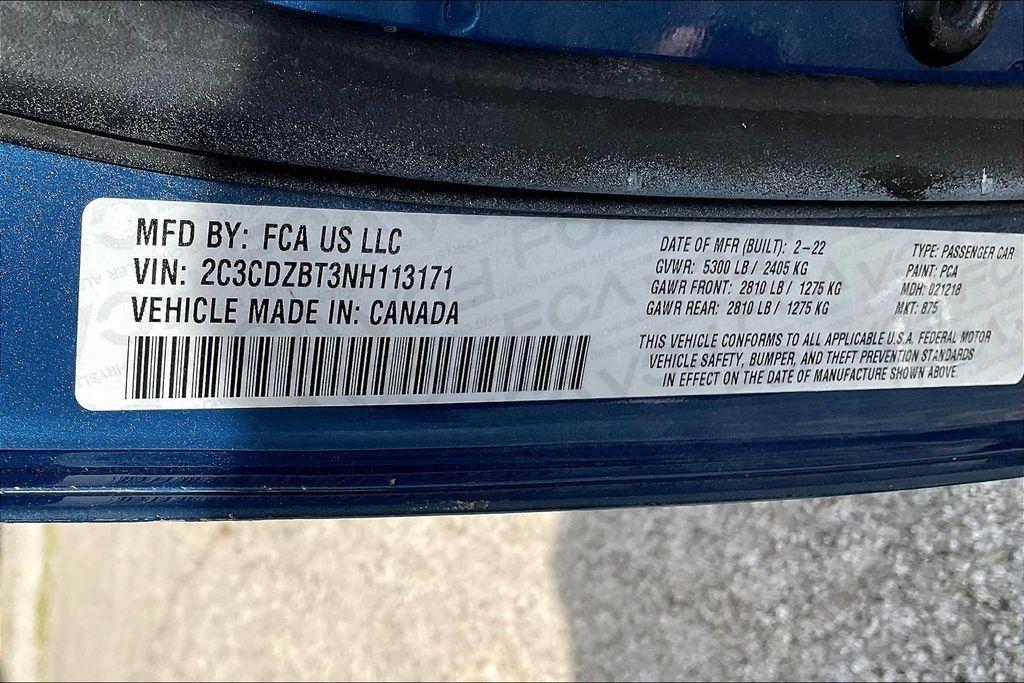 MFD BY: FCA US LLC
VIN: 2C3CDZBT3NH113171
VEHICLE MADE IN: CANADA
DATE OF MFR (BUILT): 2-22
GVWR: 5300 LB / 2405 KG
GAWR FRONT: 2810 LB / 1275 KG
GAWR REAR: 2810 LB / 1275 KG
TYPE: PASSENGER CAR
PAINT: PCA
MDH: 021218
MKT: 875
THIS VEHICLE CONFORMS TO ALL APPLICABLE U.S.A. FEDERAL MOTOR
VEHICLE SAFETY, BUMPER, AND THEFT PREVENTION STANDARDS
IN EFFECT ON THE DATE OF MANUFACTURE SHOWN ABOVE.